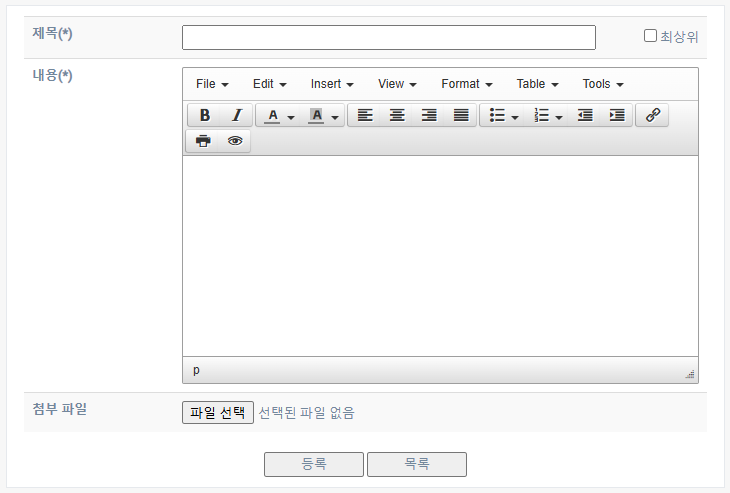 제목(*)
최상위
내용(*)
File Edit Insert View Format Table Tools
B I A A
p
첨부 파일
파일 선택 선택된 파일 없음
등록 목록